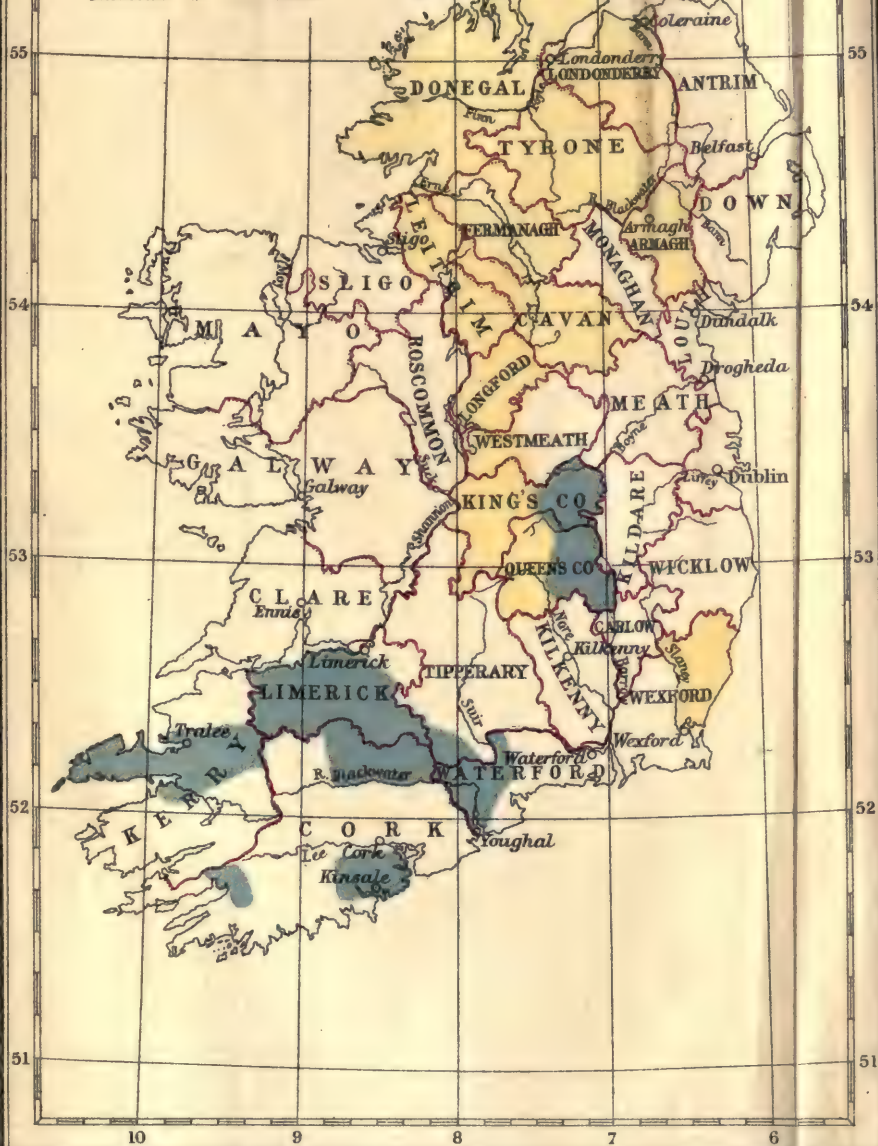 Coleraine
Bann
55
55
Londonderry
LONDONDERRY
ANTRIM
DONEGAL
Foyle
Finn
TYRONE
Belfast
Erne
R. Blackwater
DOWN
LEITRIM
FERMANAGH
Armagh
ARMAGH
Bann
Sligo
MONAGHAN
Moy
SLIGO
54
54
CAVAN
LOUTH
Dundalk
MAYO
ROSCOMMON
LONGFORD
Drogheda
MEATH
WESTMEATH
Boyne
GALWAY
Suck
Galway
Liffey
Dublin
KING'S CO
R. Shannon
KILDARE
53
53
QUEENS CO
WICKLOW
CLARE
Ennis
Nore
CARLOW
Kilkenny
KILKENNY
Limerick
TIPPERARY
Slaney
LIMERICK
Barrow
WEXFORD
Suir
Tralee
Wexford
Waterford
R. Blackwater
WATERFORD
KERRY
52
52
CORK
Youghal
Lee
Cork
Kinsale
51
51
10
9
8
7
6